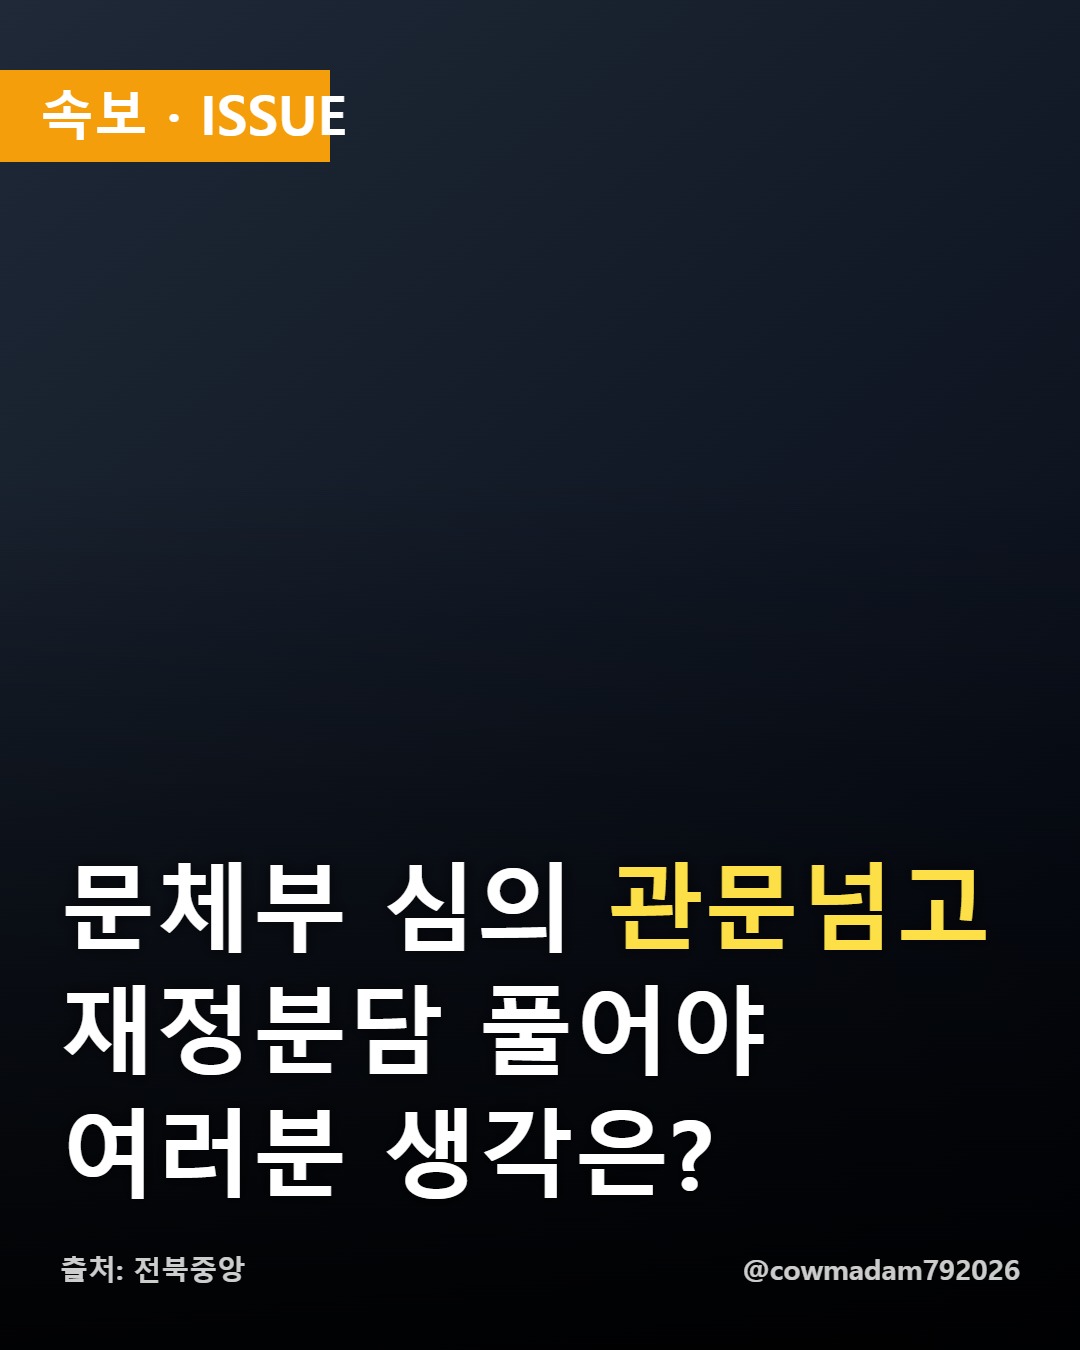 속보 · ISSUE
문체부 심의 관문넘고
재정분담 풀어야
여러분 생각은?
출처: 전북중앙
@cowmadam792026